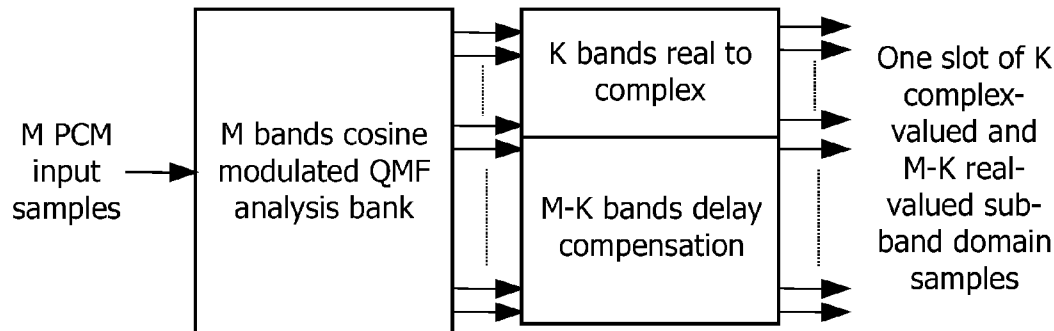 M PCM
input
samples
M bands cosine
modulated QMF
analysis bank
K bands real to
complex
M-K bands delay
compensation
One slot of K
complex-
valued and
M-K real-
valued sub-
band domain
samples